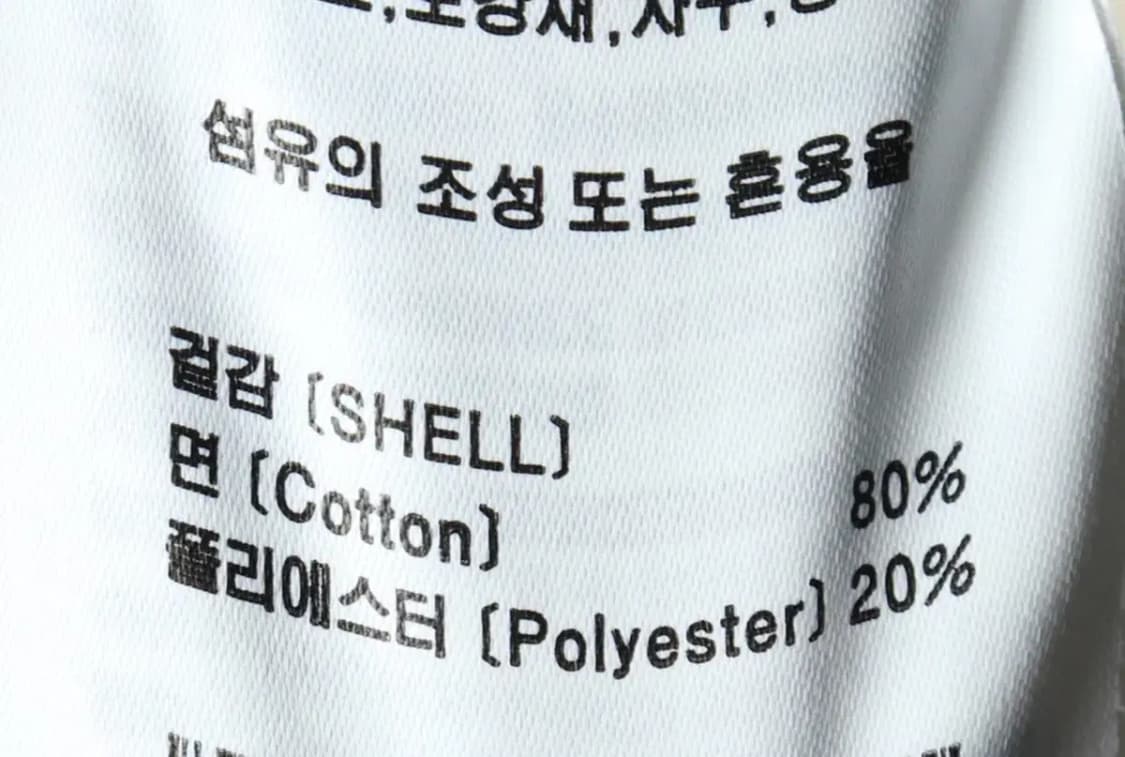 섬유의 조성 또는 혼용율
겉감 (SHELL)
면 (Cotton) 80%
폴리에스터 (Polyester) 20%